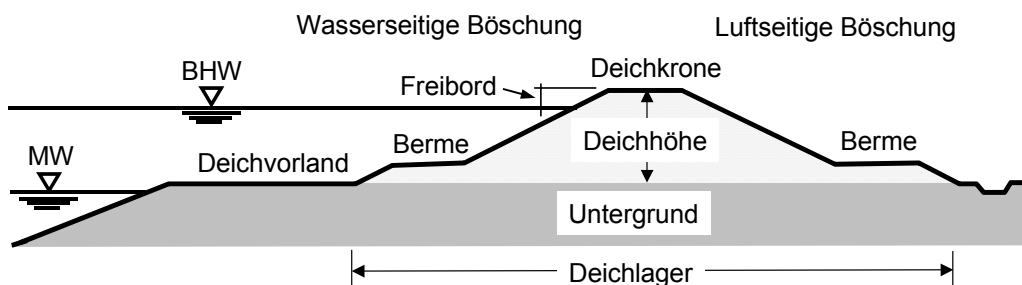 Wasserseitige Böschung
Luftseitige Böschung
BHW
Freibord
Deichkrone
Deichhöhe
Berme
Berme
MW
Deichvorland
Untergrund
Deichlager